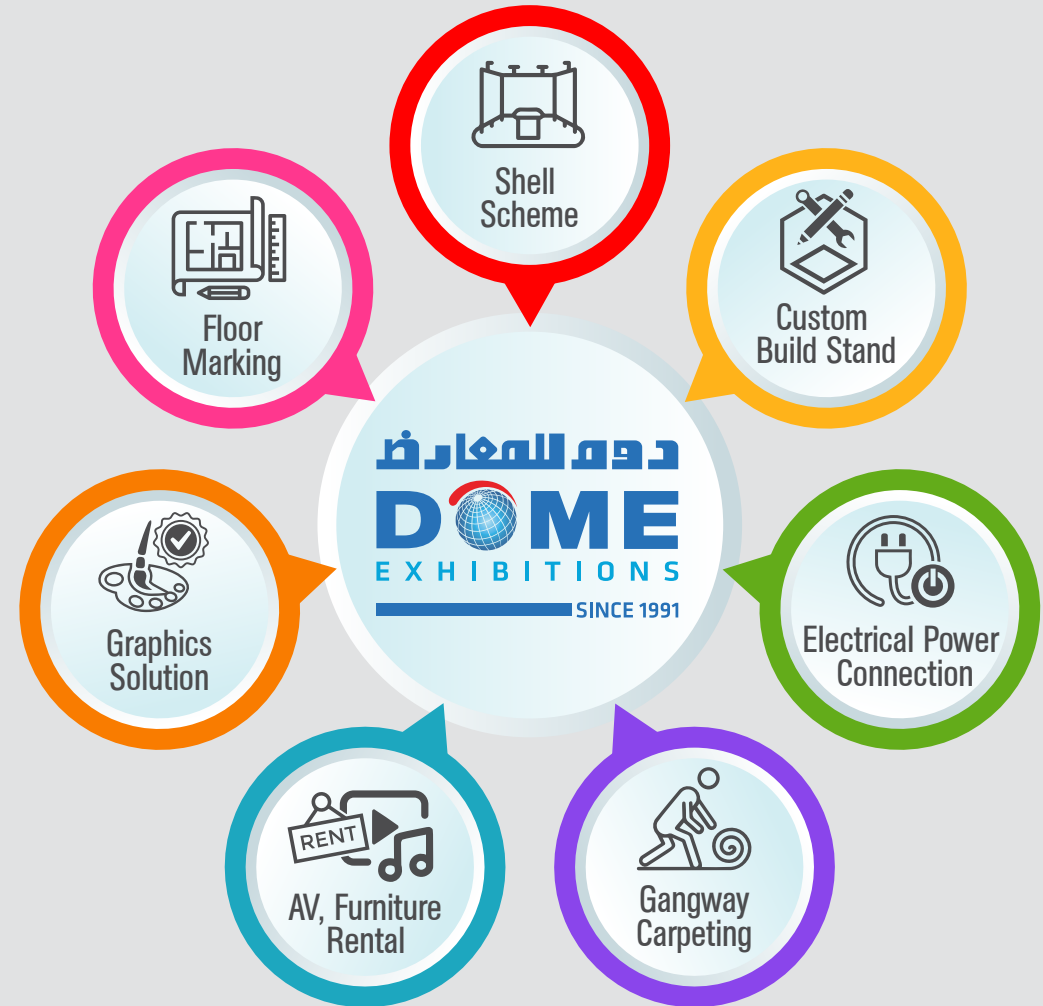 Shell
Scheme
Custom
Build Stand
Floor
Marking
دوم للمعارض
DOME
EXHIBITIONS
SINCE 1991
Electrical Power
Connection
Graphics
Solution
RENT
AV, Furniture
Rental
Gangway
Carpeting